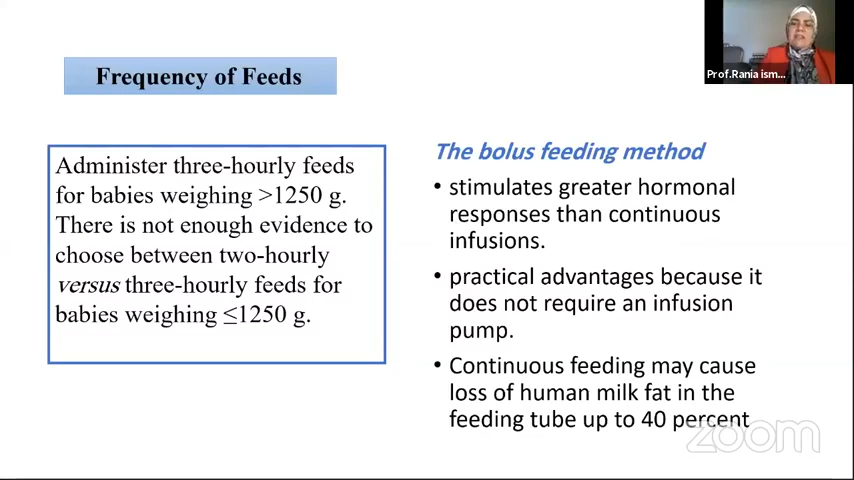 Prof.Rania ism...
Frequency of Feeds
Administer three-hourly feeds
for babies weighing >1250 g.
There is not enough evidence to
choose between two-hourly
versus three-hourly feeds for
babies weighing ≤1250 g.
The bolus feeding method
• stimulates greater hormonal
responses than continuous
infusions.
• practical advantages because it
does not require an infusion
pump.
• Continuous feeding may cause
loss of human milk fat in the
feeding tube up to 40 percent
zoom